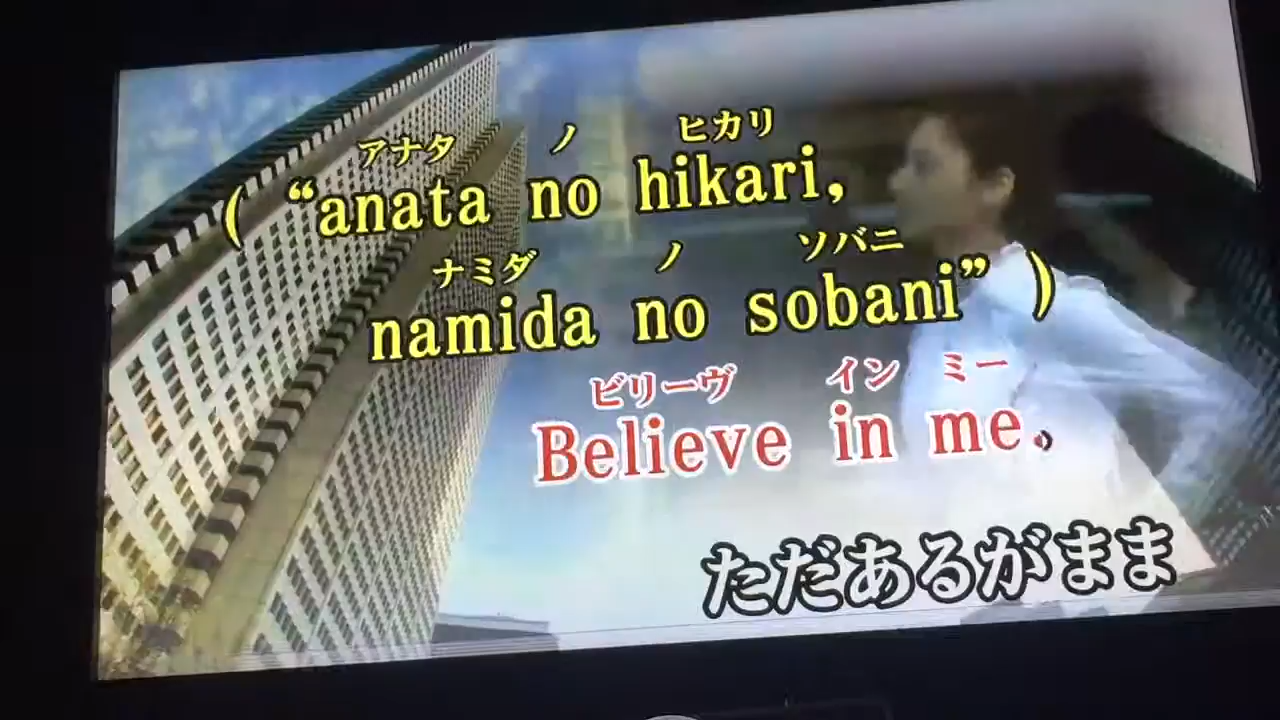 アナタ ノ ヒカリ
( “anata no hikari,
ナミダ ノ ソバニ
namida no sobani” )
ビリーヴ イン ミー
Believe in me.
ただあるがまま